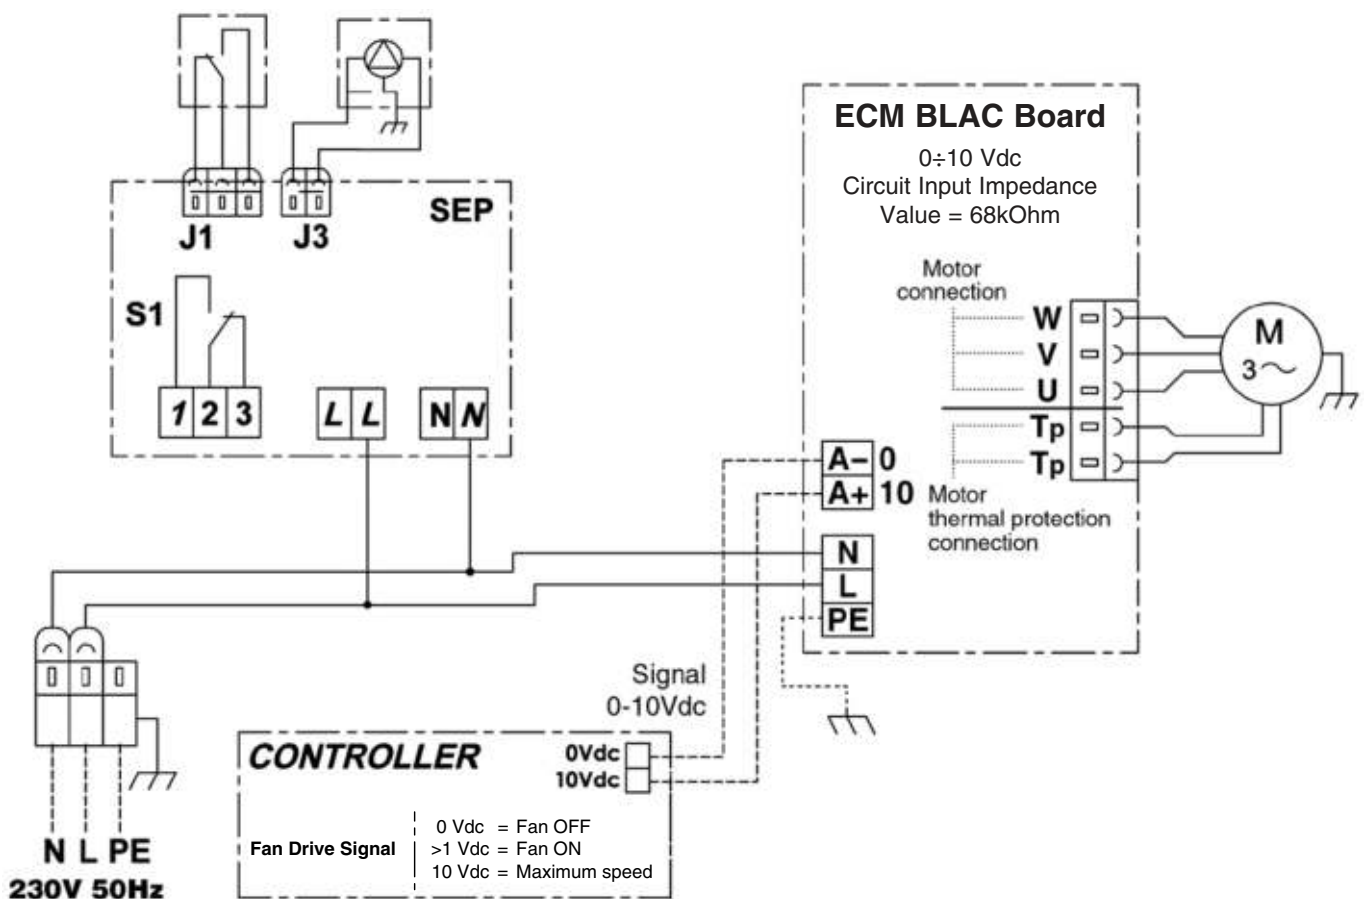 ECM BLAC Board
0÷10 Vdc
Circuit Input Impedance
Value = 68kOhm
SEP
J1
J3
S1
1 2 3
L L
N N
Motor
connection
W
V
U
Tp
Tp
M
3~
A- 0
A+ 10
Motor
thermal protection
connection
N
L
PE
Signal
0-10Vdc
CONTROLLER
0Vdc
10Vdc
Fan Drive Signal
0 Vdc = Fan OFF
>1 Vdc = Fan ON
10 Vdc = Maximum speed
N L PE
230V 50Hz